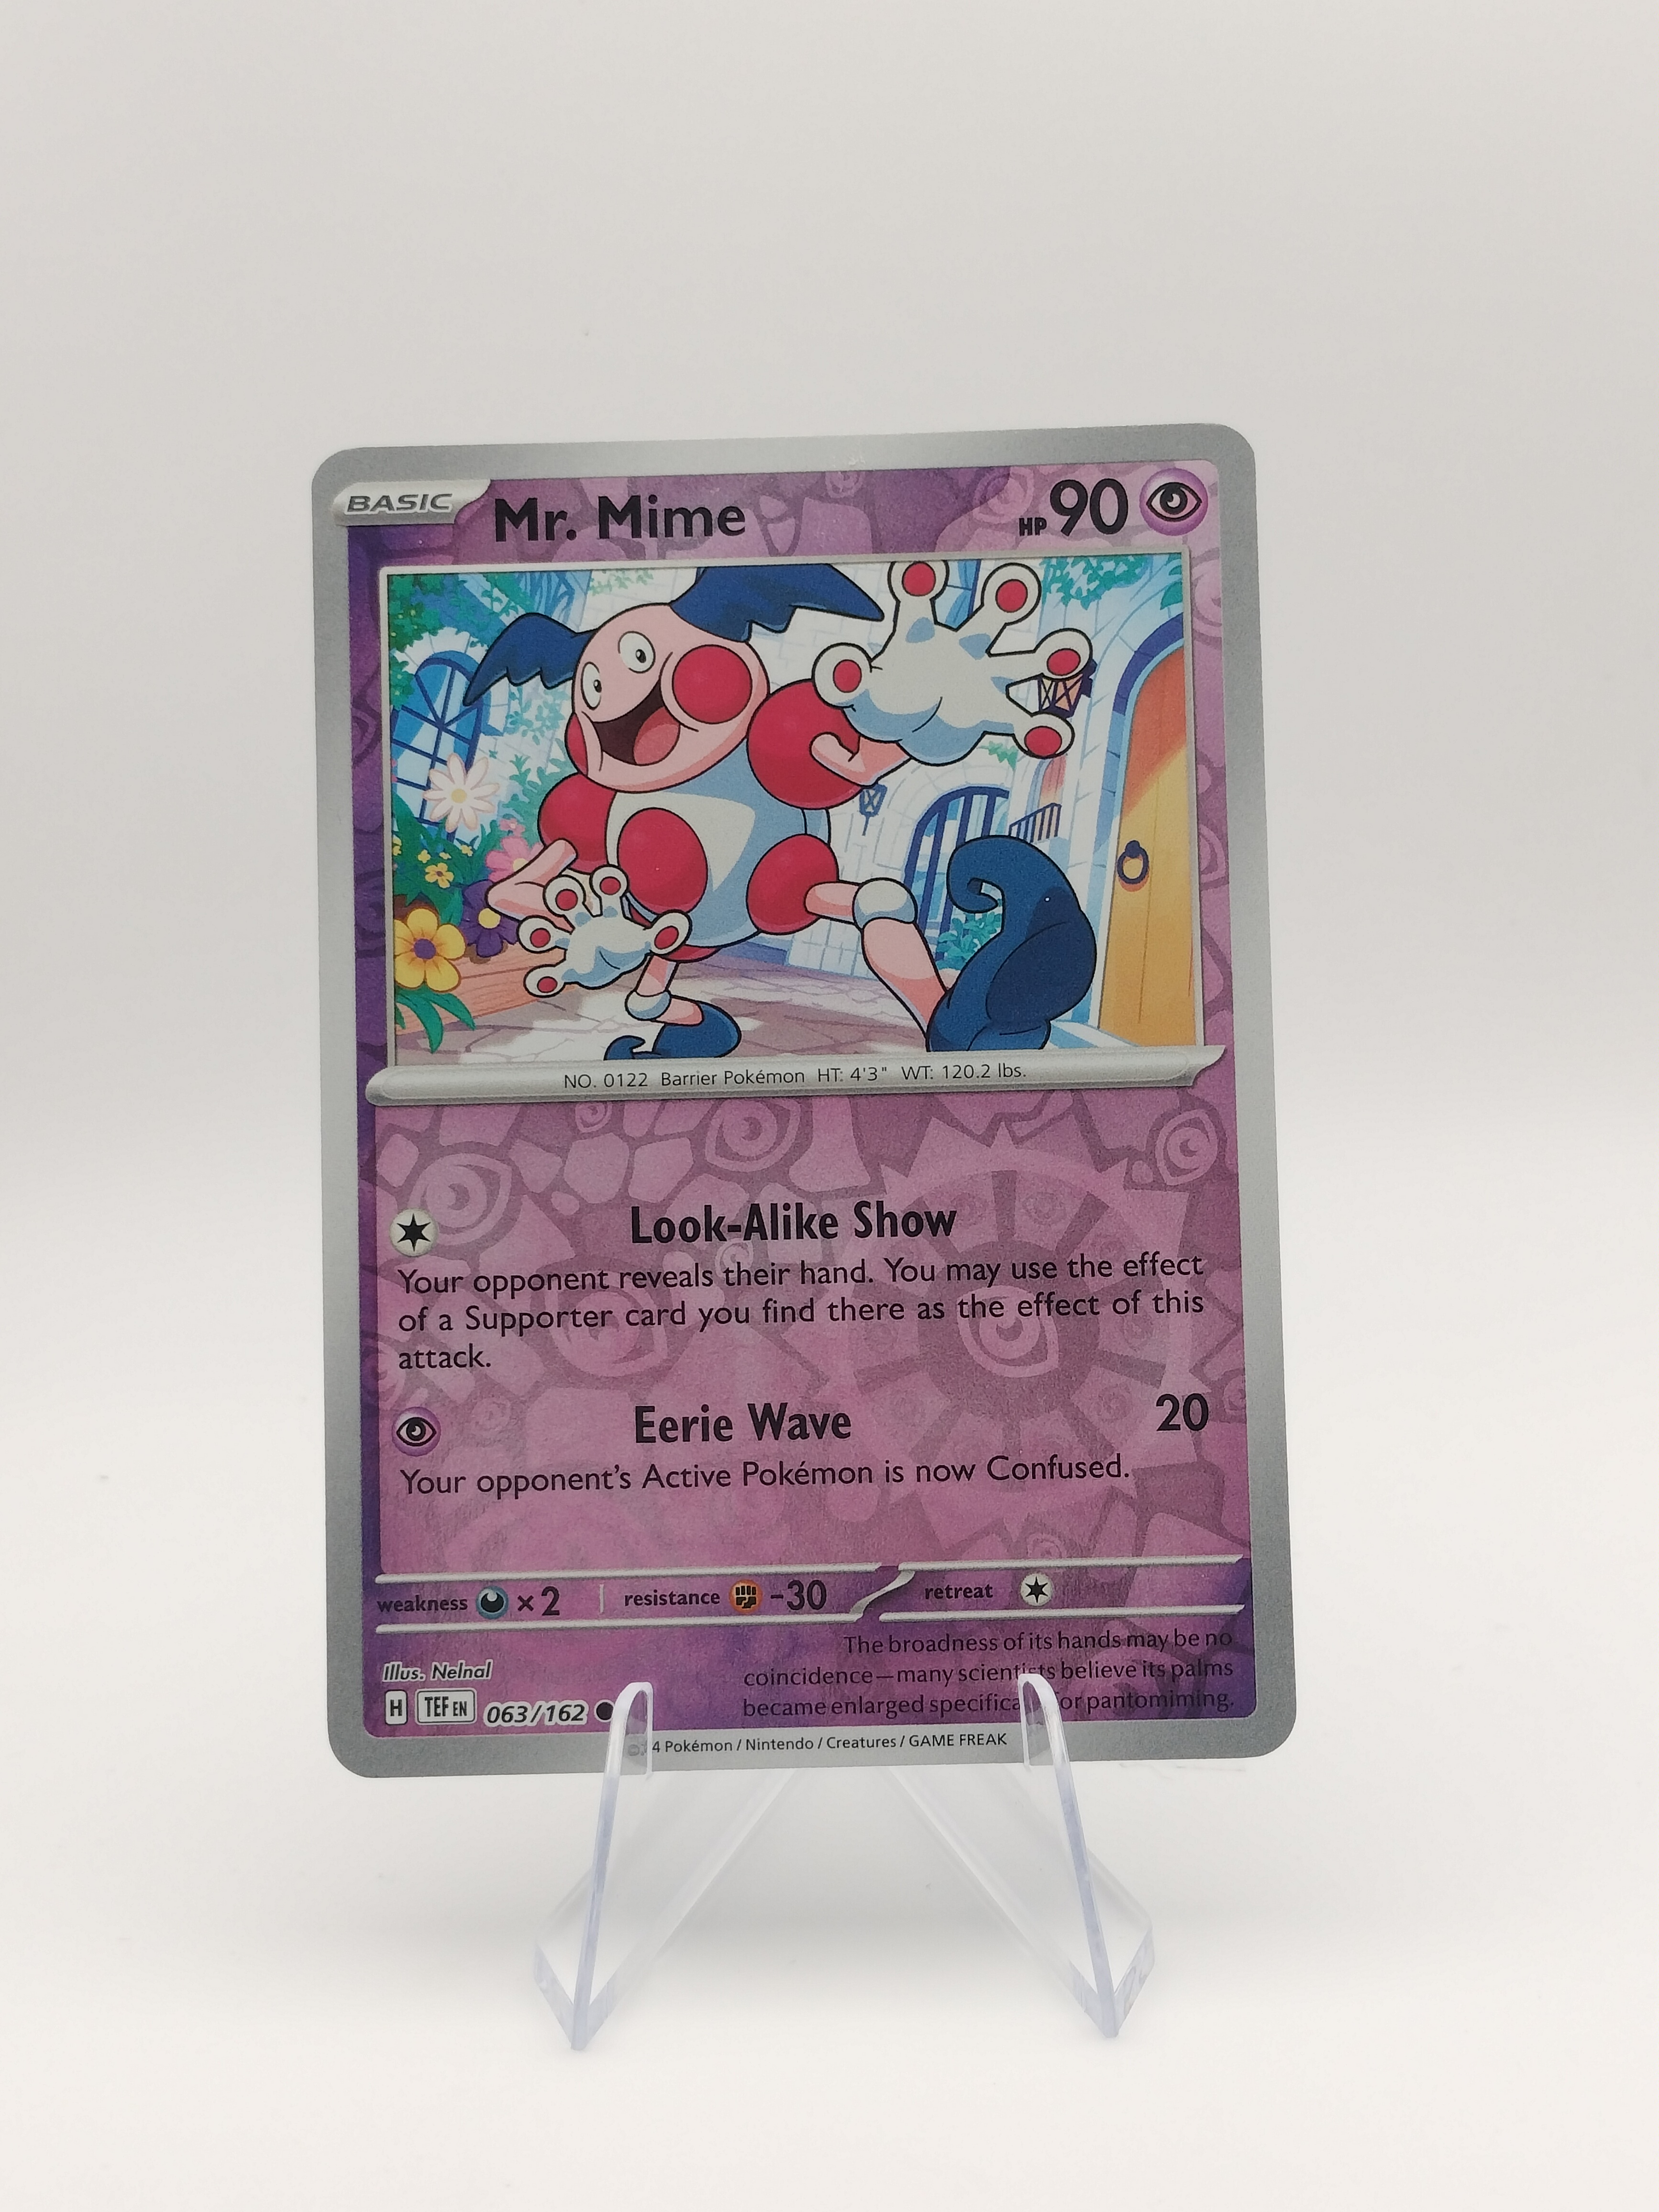 BASIC Mr. Mime HP 90
NO. 0122 Barrier Pokémon HT: 4'3" WT: 120.2 lbs.
Look-Alike Show
Your opponent reveals their hand. You may use the effect
of a Supporter card you find there as the effect of this
attack.
Eerie Wave 20
Your opponent's Active Pokémon is now Confused.
weakness ×2 resistance -30 retreat
The broadness of its hands may be no
coincidence—many scientists believe its palms
became enlarged for pantomiming.
Illus. Nelnal
H TEF EN 063/162
4 Pokémon / Nintendo / Creatures / GAME FREAK